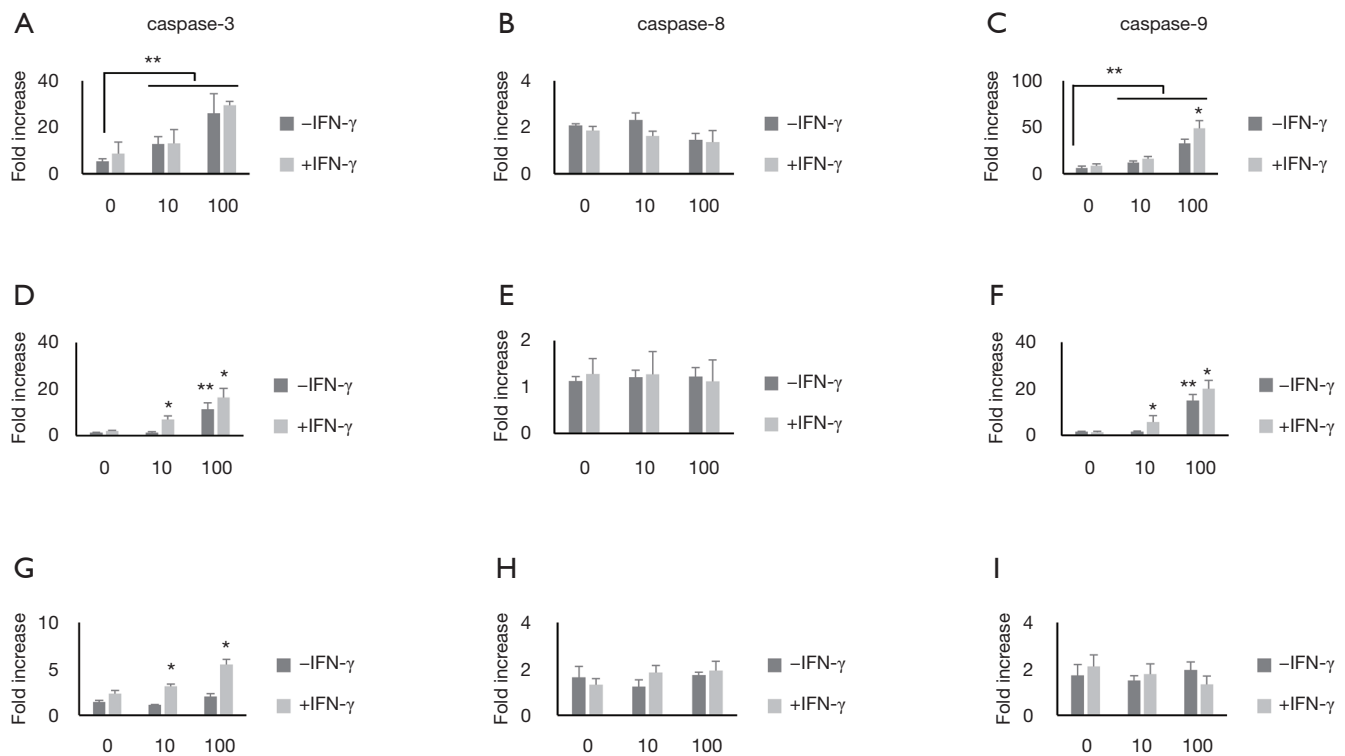 A caspase-3
**
Fold increase
40
20
0
0 10 100
–IFN-γ
+IFN-γ
B caspase-8
Fold increase
4
2
0
0 10 100
–IFN-γ
+IFN-γ
C caspase-9
**
*
Fold increase
100
50
0
0 10 100
–IFN-γ
+IFN-γ
D
Fold increase
40
20
0
* ** *
0 10 100
–IFN-γ
+IFN-γ
E
Fold increase
2
1
0
0 10 100
–IFN-γ
+IFN-γ
F
Fold increase
40
20
0
* ** *
0 10 100
–IFN-γ
+IFN-γ
G
Fold increase
10
5
0
* *
0 10 100
–IFN-γ
+IFN-γ
H
Fold increase
4
2
0
0 10 100
–IFN-γ
+IFN-γ
I
Fold increase
4
2
0
0 10 100
–IFN-γ
+IFN-γ